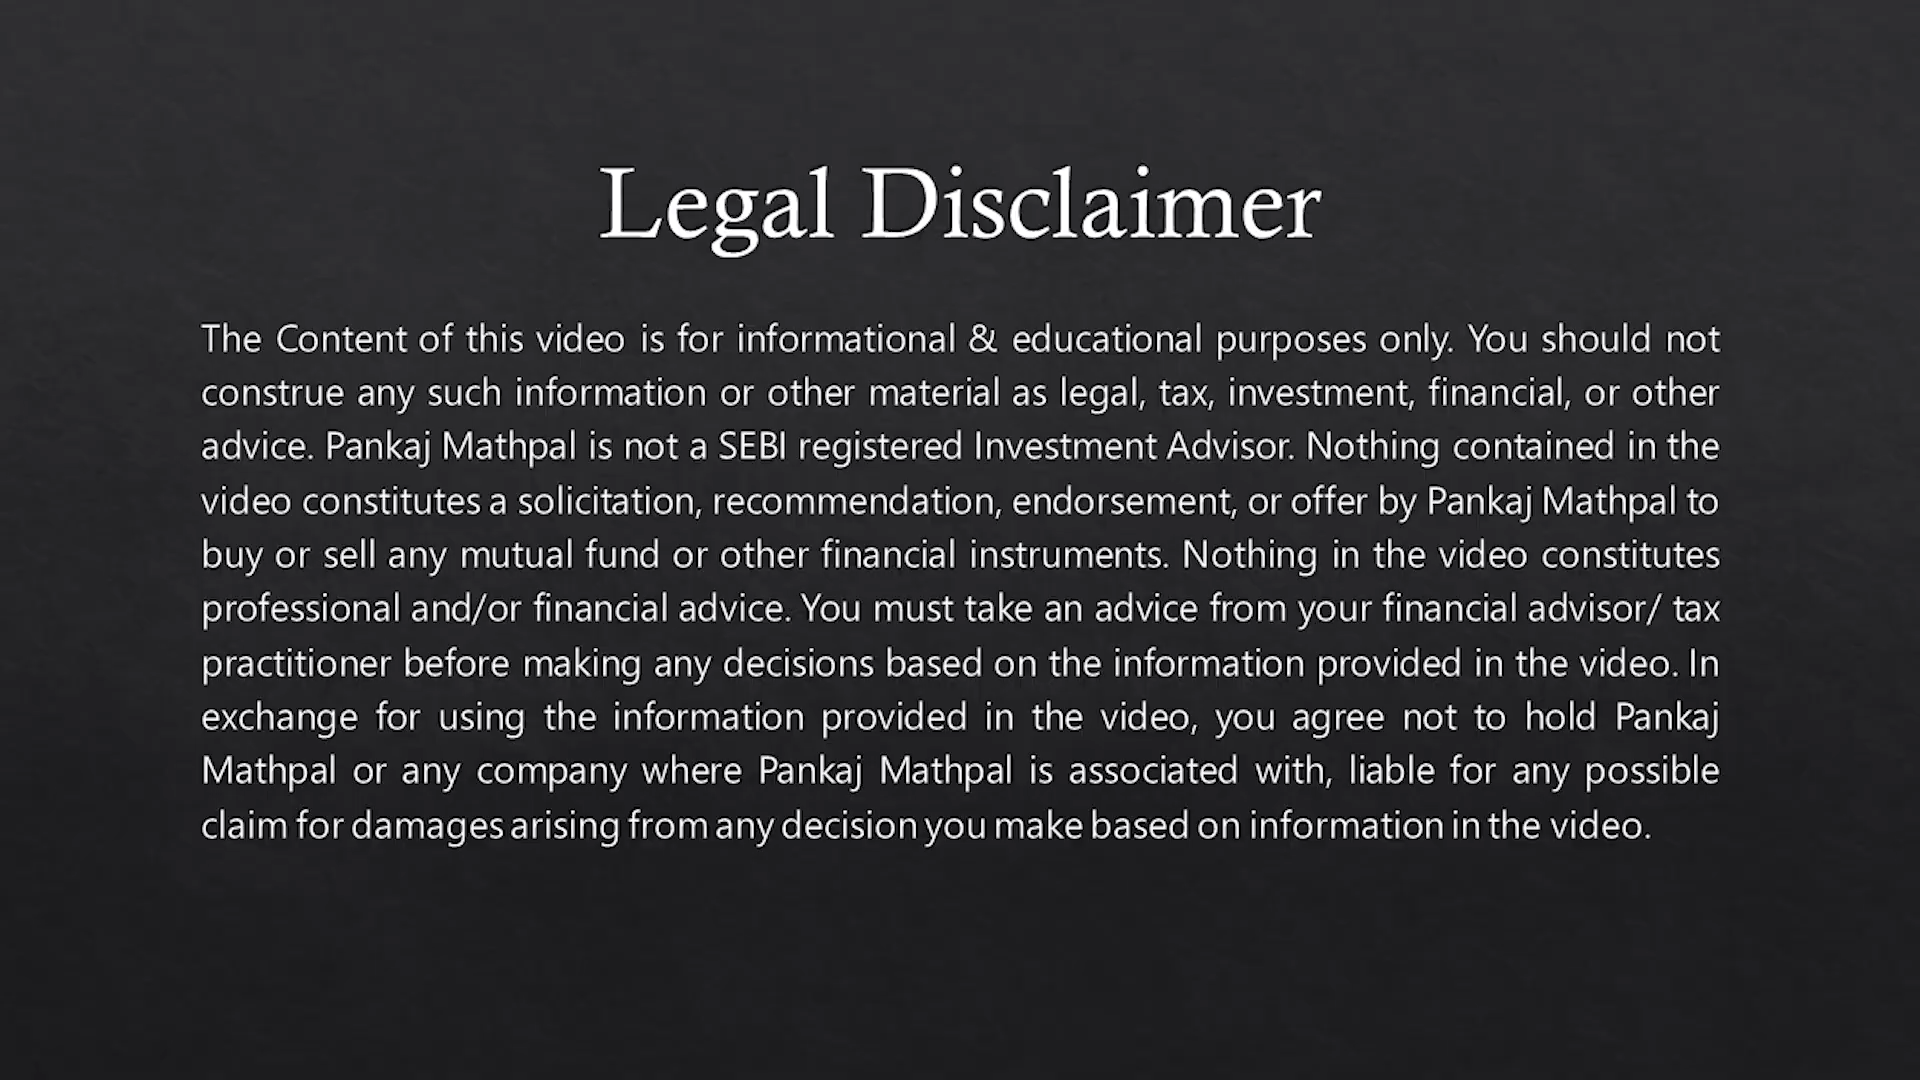 Legal Disclaimer
The Content of this video is for informational & educational purposes only. You should not
construe any such information or other material as legal, tax, investment, financial, or other
advice. Pankaj Mathpal is not a SEBI registered Investment Advisor. Nothing contained in the
video constitutes a solicitation, recommendation, endorsement, or offer by Pankaj Mathpal to
buy or sell any mutual fund or other financial instruments. Nothing in the video constitutes
professional and/or financial advice. You must take an advice from your financial advisor/ tax
practitioner before making any decisions based on the information provided in the video. In
exchange for using the information provided in the video, you agree not to hold Pankaj
Mathpal or any company where Pankaj Mathpal is associated with, liable for any possible
claim for damages arising from any decision you make based on information in the video.